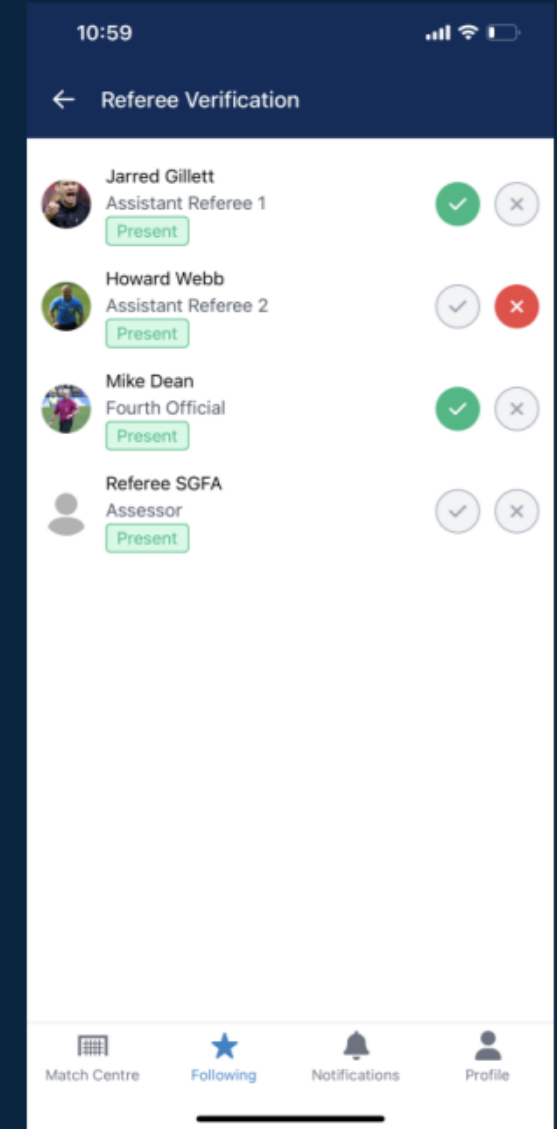 10:59
Referee Verification
Jarred Gillett
Assistant Referee 1
Present
Howard Webb
Assistant Referee 2
Present
Mike Dean
Fourth Official
Present
Referee SGFA
Assessor
Present
Match Centre Following Notifications Profile